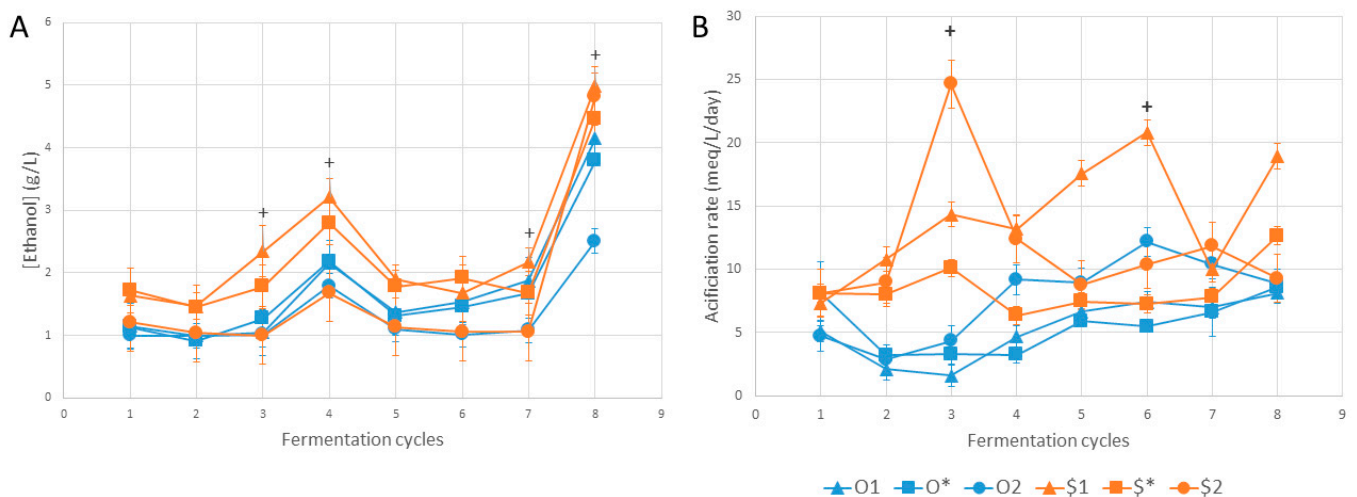 A
[Ethanol] (g/L)
6
5
4
3
2
1
0
0 1 2 3 4 5 6 7 8 9
Fermentation cycles
+ + + +
B
Acificiation rate (meq/L/day)
30
25
20
15
10
5
0
0 1 2 3 4 5 6 7 8 9
Fermentation cycles
+ +
O1 O* O2 $1 $* $2